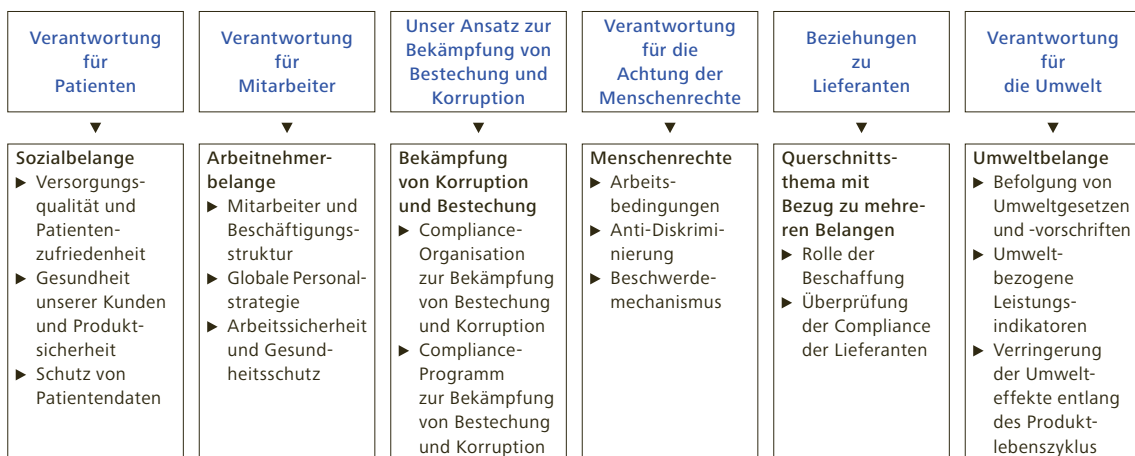 Verantwortung
für
Patienten
Verantwortung
für
Mitarbeiter
Unser Ansatz zur
Bekämpfung von
Bestechung und
Korruption
Verantwortung
für die
Achtung der
Menschenrechte
Beziehungen
zu
Lieferanten
Verantwortung
für
die Umwelt
Sozialbelange
► Versorgungs-
qualität und
Patienten-
zufriedenheit
► Gesundheit
unserer Kunden
und Produkt-
sicherheit
► Schutz von
Patientendaten
Arbeitnehmer-
belange
► Mitarbeiter und
Beschäftigungs-
struktur
► Globale Personal-
strategie
► Arbeitssicherheit
und Gesund-
heitsschutz
Bekämpfung
von Korruption
und Bestechung
► Compliance-
Organisation
zur Bekämpfung
von Bestechung
und Korruption
► Compliance-
Programm
zur Bekämpfung
von Bestechung
und Korruption
Menschenrechte
► Arbeits-
bedingungen
► Anti-Diskrimi-
nierung
► Beschwerde-
mechanismus
Querschnitts-
thema mit
Bezug zu mehre-
ren Belangen
► Rolle der
Beschaffung
► Überprüfung
der Compliance
der Lieferanten
Umweltbelange
► Befolgung von
Umweltgesetzen
und -vorschriften
► Umwelt-
bezogene
Leistungs-
indikatoren
► Verringerung
der Umwelt-
effekte entlang
des Produkt-
lebenszyklus